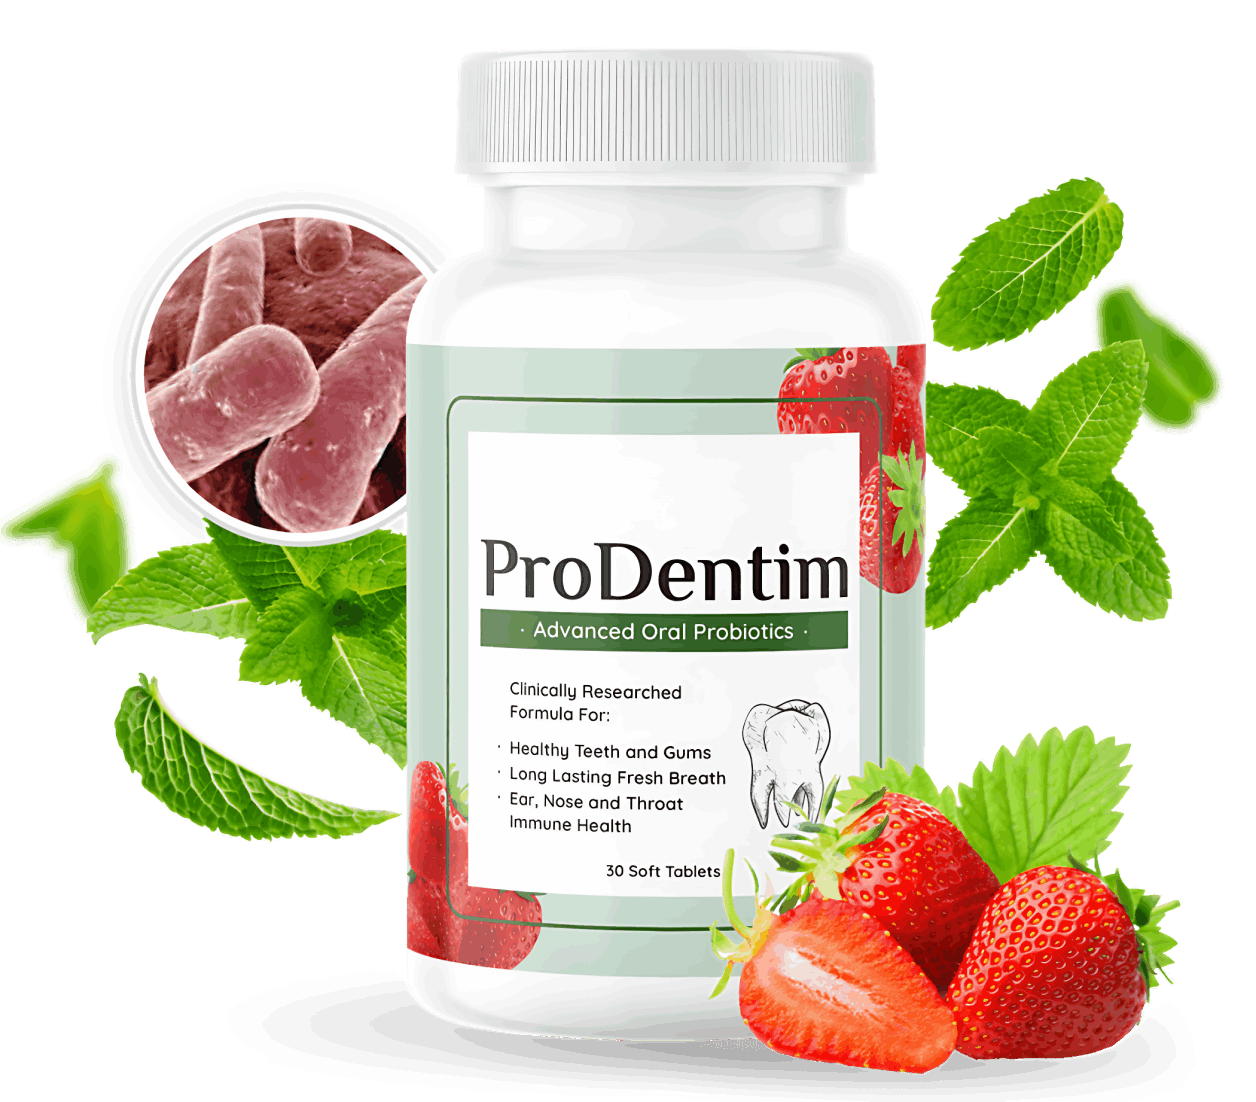 ProDentim
· Advanced Oral Probiotics ·
Clinically Researched
Formula For:
· Healthy Teeth and Gums
· Long Lasting Fresh Breath
· Ear, Nose and Throat
Immune Health
30 Soft Tablets